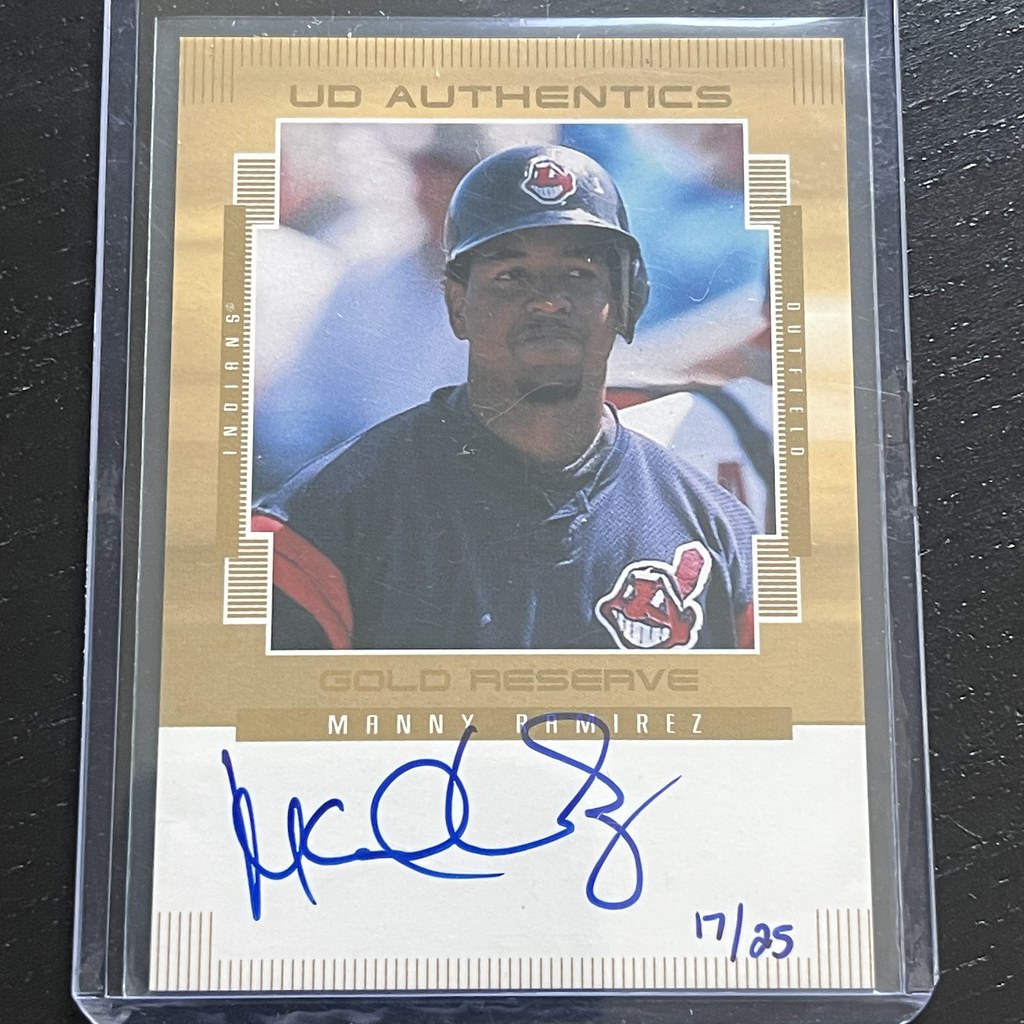 UD AUTHENTICS
INDIANS®
OUTFIELD
GOLD RESERVE
MANNY RAMIREZ
17/25